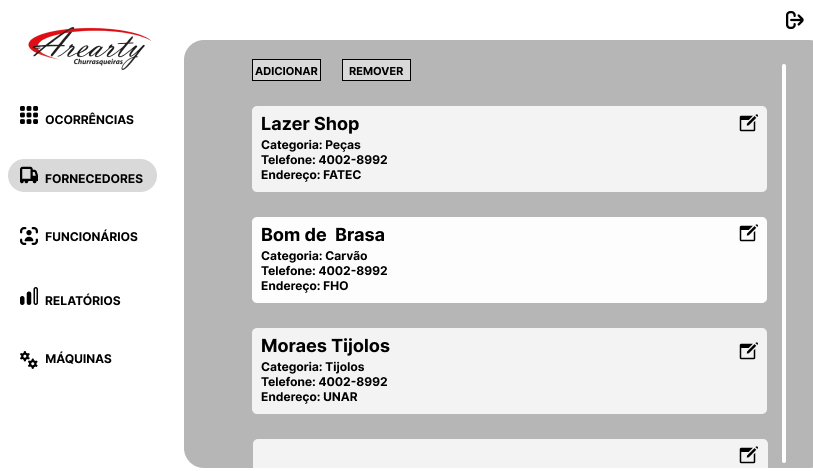 Arearty
Churrasqueiras
OCORRÊNCIAS
FORNECEDORES
FUNCIONÁRIOS
RELATÓRIOS
MÁQUINAS
ADICIONAR
REMOVER
Lazer Shop
Categoria: Peças
Telefone: 4002-8992
Endereço: FATEC
Bom de  Brasa
Categoria: Carvão
Telefone: 4002-8992
Endereço: FHO
Moraes Tijolos
Categoria: Tijolos
Telefone: 4002-8992
Endereço: UNAR